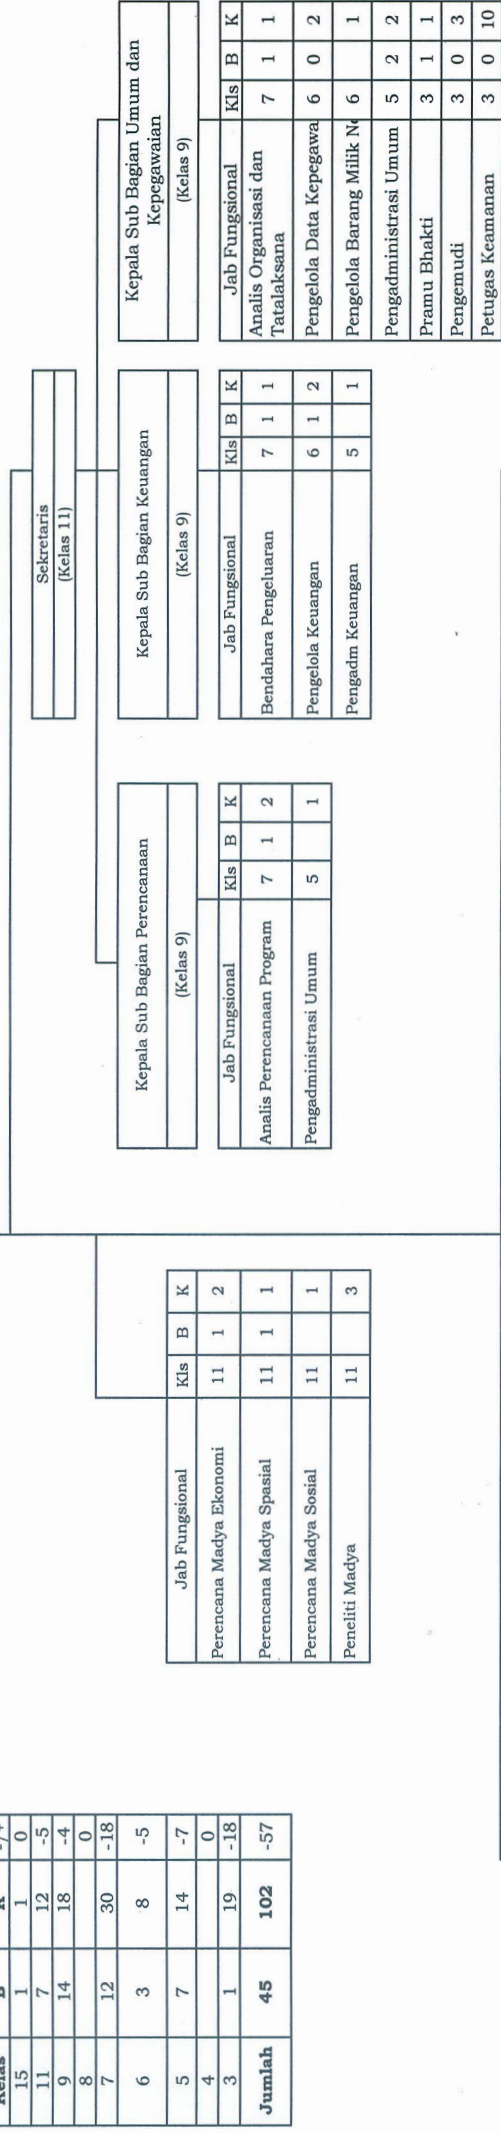 Kelas B K -/+
15 1 1 0
11 7 12 -5
9 14 18 -4
8 0
7 12 30 -18
6 3 8 -5
5 7 14 -7
4 0
3 1 19 -18
Jumlah 45 102 -57
Jab Fungsional Kls B K
Perencana Madya Ekonomi 11 1 2
Perencana Madya Spasial 11 1 1
Perencana Madya Sosial 11 1
Peneliti Madya 11 3
Sekretaris
(Kelas 11)
Kepala Sub Bagian Perencanaan
(Kelas 9)
Jab Fungsional Kls B K
Analis Perencanaan Program 7 1 2
Pengadministrasi Umum 5 1
Kepala Sub Bagian Keuangan
(Kelas 9)
Jab Fungsional Kls B K
Bendahara Pengeluaran 7 1 1
Pengelola Keuangan 6 1 2
Pengadm Keuangan 5 1
Kepala Sub Bagian Umum dan
Kepegawaian
(Kelas 9)
Jab Fungsional Kls B K
Analis Organisasi dan
Tatalaksana 7 1 1
Pengelola Data Kepegawa 6 0 2
Pengelola Barang Milik Ne 6 1
Pengadministrasi Umum 5 2 2
Pramu Bhakti 3 1 1
Pengemudi 3 0 3
Petugas Keamanan 3 0 10